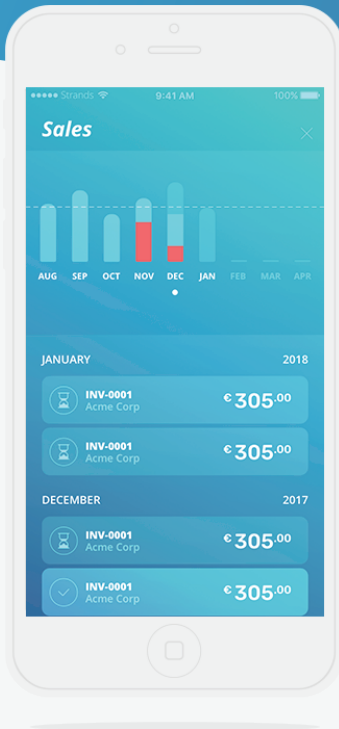 Strands 9:41 AM 100%
Sales
AUG SEP OCT NOV DEC JAN FEB MAR APR
JANUARY 2018
INV-0001 € 305.00
Acme Corp
INV-0001 € 305.00
Acme Corp
DECEMBER 2017
INV-0001 € 305.00
Acme Corp
INV-0001 € 305.00
Acme Corp